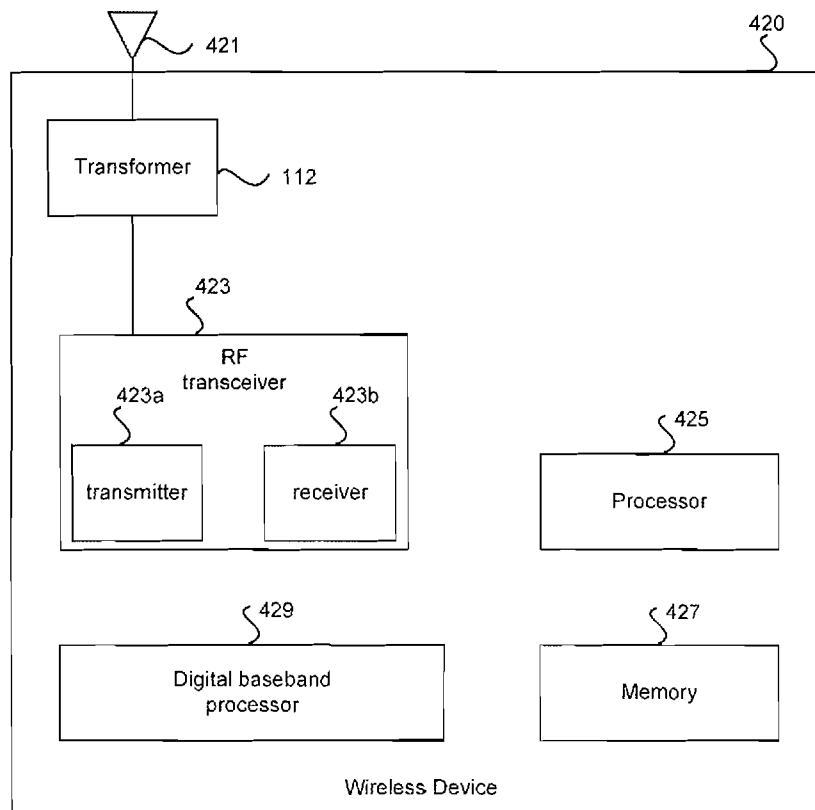 421
420
Transformer
112
423
RF
transceiver
423a
423b
transmitter
receiver
425
Processor
429
Digital baseband
processor
427
Memory
Wireless Device